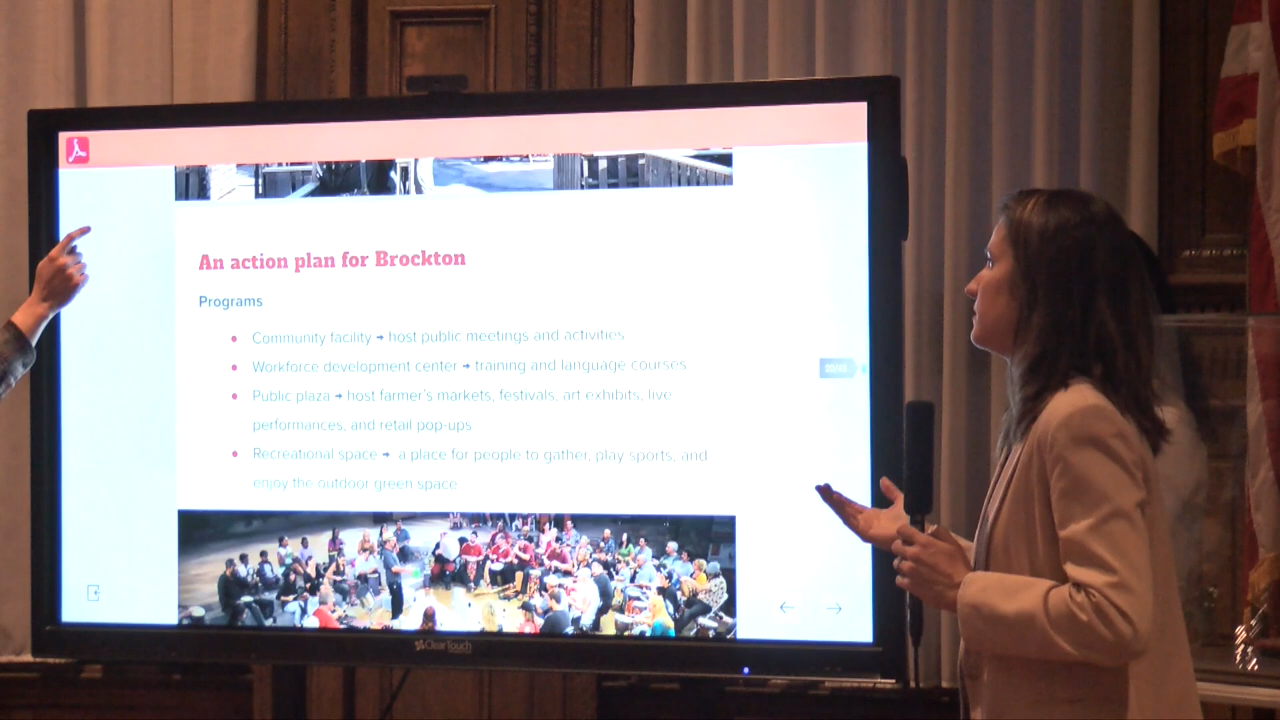 An action plan for Brockton
Programs
Community facility → host public meetings and activities
Workforce development center → training and language courses
Public plaza → host farmer's markets, festivals, art exhibits, live
performances, and retail pop-ups
Recreational space → a place for people to gather, play sports, and
enjoy the outdoor green space
ClearTouch